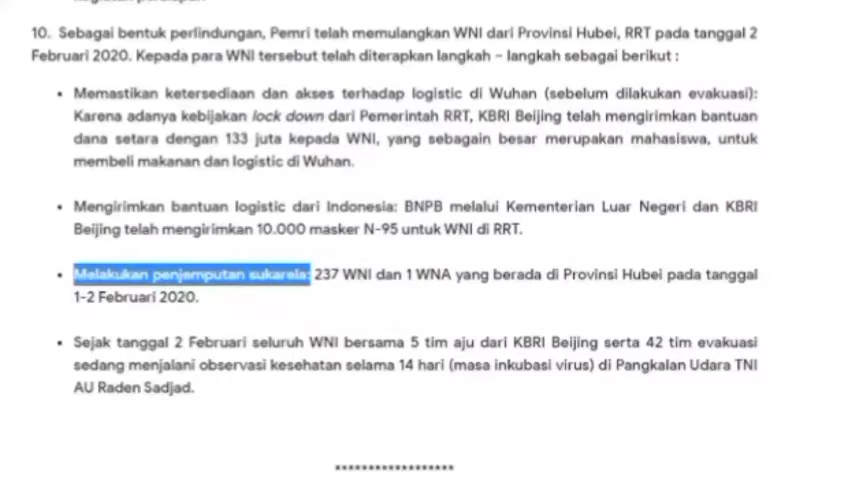 10. Sebagai bentuk perlindungan, Pemri telah memulangkan WNI dari Provinsi Hubei, RRT pada tanggal 2
Februari 2020. Kepada para WNI tersebut telah diterapkan langkah – langkah sebagai berikut :
• Memastikan ketersediaan dan akses terhadap logistic di Wuhan (sebelum dilakukan evakuasi):
Karena adanya kebijakan lock down dari Pemerintah RRT, KBRI Beijing telah mengirimkan bantuan
dana setara dengan 133 juta kepada WNI, yang sebagain besar merupakan mahasiswa, untuk
membeli makanan dan logistic di Wuhan.
• Mengirimkan bantuan logistic dari Indonesia: BNPB melalui Kementerian Luar Negeri dan KBRI
Beijing telah mengirimkan 10.000 masker N-95 untuk WNI di RRT.
• Melakukan penjemputan sukarela: 237 WNI dan 1 WNA yang berada di Provinsi Hubei pada tanggal
1-2 Februari 2020.
• Sejak tanggal 2 Februari seluruh WNI bersama 5 tim aju dari KBRI Beijing serta 42 tim evakuasi
sedang menjalani observasi kesehatan selama 14 hari (masa inkubasi virus) di Pangkalan Udara TNI
AU Raden Sadjad.
******************